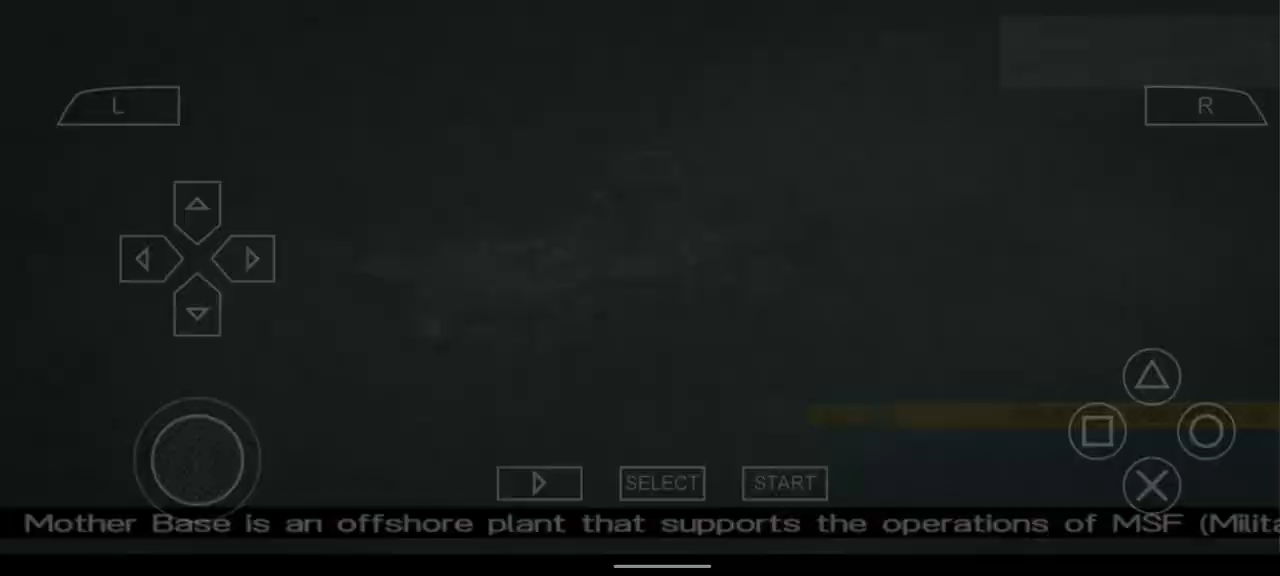 L
R
SELECT
START
Mother Base is an offshore plant that supports the operations of MSF (Milita